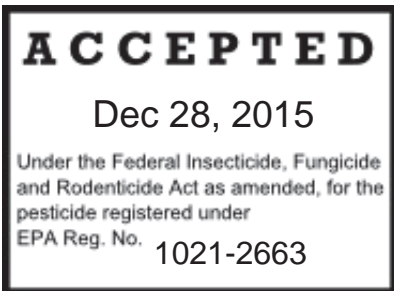 ACCEPTED
Dec 28, 2015
Under the Federal Insecticide, Fungicide
and Rodenticide Act as amended, for the
pesticide registered under
EPA Reg. No. 1021-2663